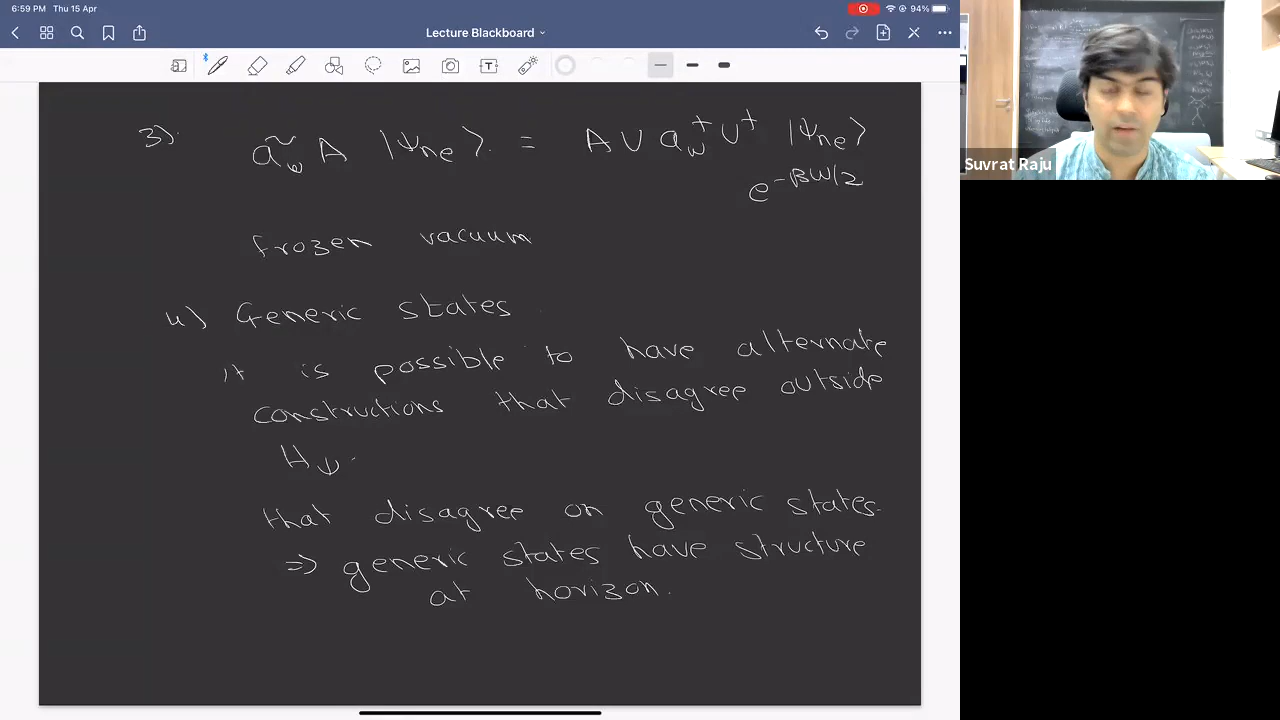 6:59 PM Thu 15 Apr
94%
Lecture Blackboard
3) ã_ω A |Ψne⟩ = A U a_ω† U† |Ψne⟩
e^{-βω/2}
frozen vacuum
4) Generic states.
it is possible to have alternate
constructions that disagree outside
H_ψ.
that disagree on generic states.
⇒ generic states have structure
at horizon.
Suvrat Raju